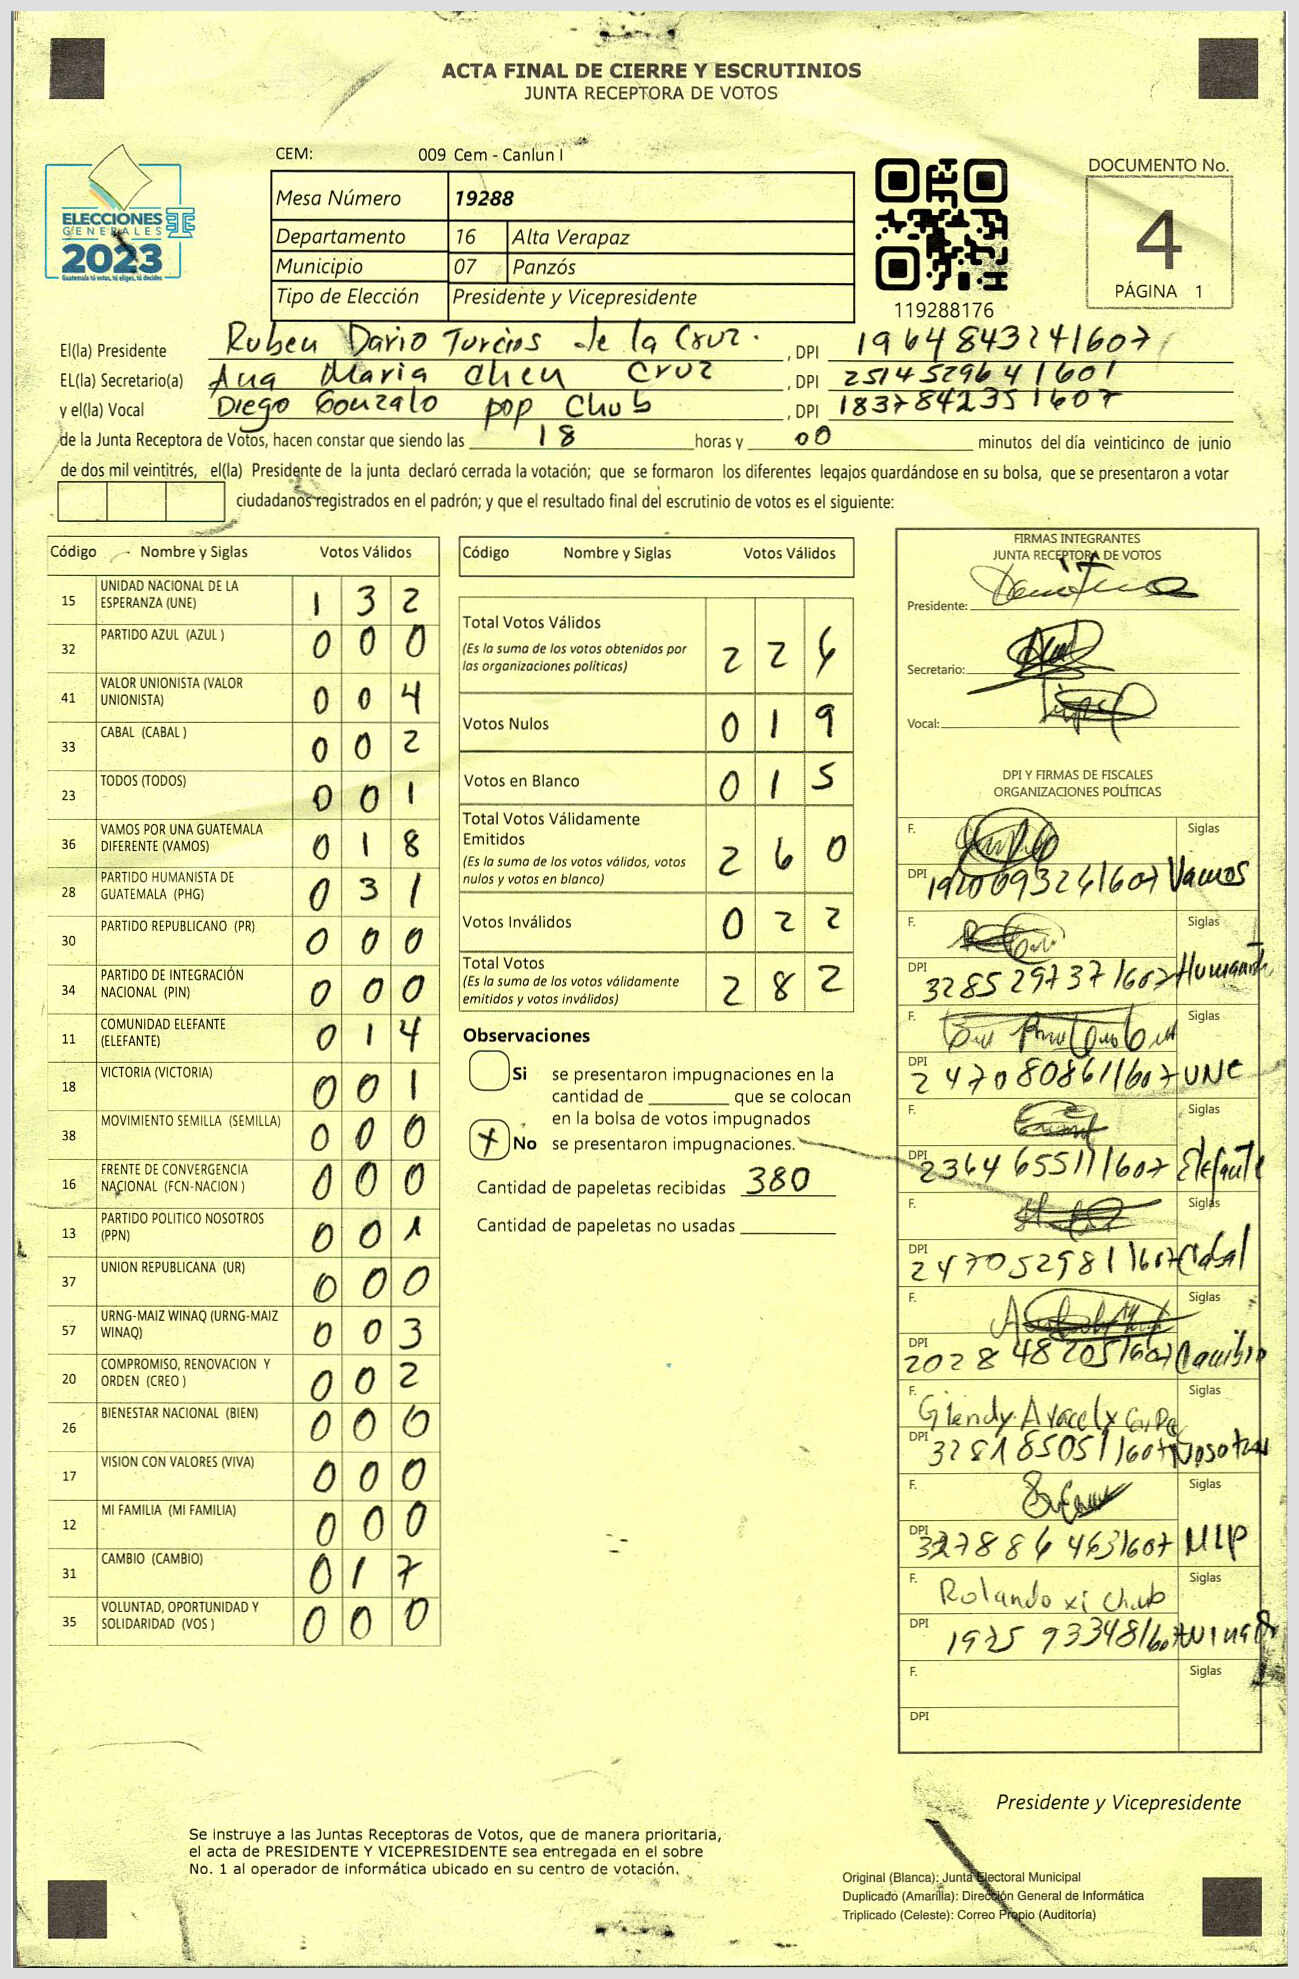 ACTA FINAL DE CIERRE Y ESCRUTINIOS
JUNTA RECEPTORA DE VOTOS
CEM: 009 Cem - Canlun I
Mesa Número 19288
Departamento 16 Alta Verapaz
Municipio 07 Panzós
Tipo de Elección Presidente y Vicepresidente
ELECCIONES
GENERALES
2023
Guatemala tú votas, tú eliges, tú decides
119288176
DOCUMENTO No.
4
PÁGINA 1
El(la) Presidente Ruben Dario Turcios de la Cruz. , DPI 1964843241607
EL(la) Secretario(a) Ana Maria Chen Cruz , DPI 2514529641601
y el(la) Vocal Diego Gonzalo pop Chub , DPI 1837842351607
de la Junta Receptora de Votos, hacen constar que siendo las 18 horas y 00 minutos del día veinticinco de junio
de dos mil veintitrés, el(la) Presidente de la junta declaró cerrada la votación; que se formaron los diferentes legajos quardándose en su bolsa, que se presentaron a votar
ciudadanos registrados en el padrón; y que el resultado final del escrutinio de votos es el siguiente:
Código Nombre y Siglas Votos Válidos
15 UNIDAD NACIONAL DE LA ESPERANZA (UNE) 1 3 2
32 PARTIDO AZUL (AZUL ) 0 0 0
41 VALOR UNIONISTA (VALOR UNIONISTA) 0 0 4
33 CABAL (CABAL ) 0 0 2
23 TODOS (TODOS) 0 0 1
36 VAMOS POR UNA GUATEMALA DIFERENTE (VAMOS) 0 1 8
28 PARTIDO HUMANISTA DE GUATEMALA (PHG) 0 3 1
30 PARTIDO REPUBLICANO (PR) 0 0 0
34 PARTIDO DE INTEGRACIÓN NACIONAL (PIN) 0 0 0
11 COMUNIDAD ELEFANTE (ELEFANTE) 0 1 4
18 VICTORIA (VICTORIA) 0 0 1
38 MOVIMIENTO SEMILLA (SEMILLA) 0 0 0
16 FRENTE DE CONVERGENCIA NACIONAL (FCN-NACION ) 0 0 0
13 PARTIDO POLITICO NOSOTROS (PPN) 0 0 1
37 UNION REPUBLICANA (UR) 0 0 0
57 URNG-MAIZ WINAQ (URNG-MAIZ WINAQ) 0 0 3
20 COMPROMISO, RENOVACION Y ORDEN (CREO ) 0 0 2
26 BIENESTAR NACIONAL (BIEN) 0 0 0
17 VISION CON VALORES (VIVA) 0 0 0
12 MI FAMILIA (MI FAMILIA) 0 0 0
31 CAMBIO (CAMBIO) 0 1 7
35 VOLUNTAD, OPORTUNIDAD Y SOLIDARIDAD (VOS ) 0 0 0
Código Nombre y Siglas Votos Válidos
Total Votos Válidos
(Es la suma de los votos obtenidos por las organizaciones políticas) 2 2 6
Votos Nulos 0 1 9
Votos en Blanco 0 1 5
Total Votos Válidamente Emitidos
(Es la suma de los votos válidos, votos nulos y votos en blanco) 2 6 0
Votos Inválidos 0 2 2
Total Votos
(Es la suma de los votos válidamente emitidos y votos inválidos) 2 8 2
Observaciones
Si se presentaron impugnaciones en la
cantidad de que se colocan
en la bolsa de votos impugnados
No se presentaron impugnaciones.
Cantidad de papeletas recibidas 380
Cantidad de papeletas no usadas
FIRMAS INTEGRANTES
JUNTA RECEPTORA DE VOTOS
Presidente:
Secretario:
Vocal:
DPI Y FIRMAS DE FISCALES
ORGANIZACIONES POLÍTICAS
F. Siglas
DPI Vamos
F. Siglas
DPI 3285297371607
F. Siglas
DPI 2470808611607 UNE
F. Siglas
DPI 2364655111607 Elefante
F. Siglas
DPI 2470529811607 Cabal
F. Siglas
DPI 2028482051607 Cambio
F. Glendy Aracely Siglas
DPI 3281850511607 Nosotros
F. Siglas
DPI MLP
F. Rolando xi Chub Siglas
DPI 1925933481607
F. Siglas
DPI
Presidente y Vicepresidente
Se instruye a las Juntas Receptoras de Votos, que de manera prioritaria,
el acta de PRESIDENTE Y VICEPRESIDENTE sea entregada en el sobre
No. 1 al operador de informática ubicado en su centro de votación.
Original (Blanca): Junta Electoral Municipal
Duplicado (Amarilla): Dirección General de Informática
Triplicado (Celeste): Correo Propio (Auditoría)